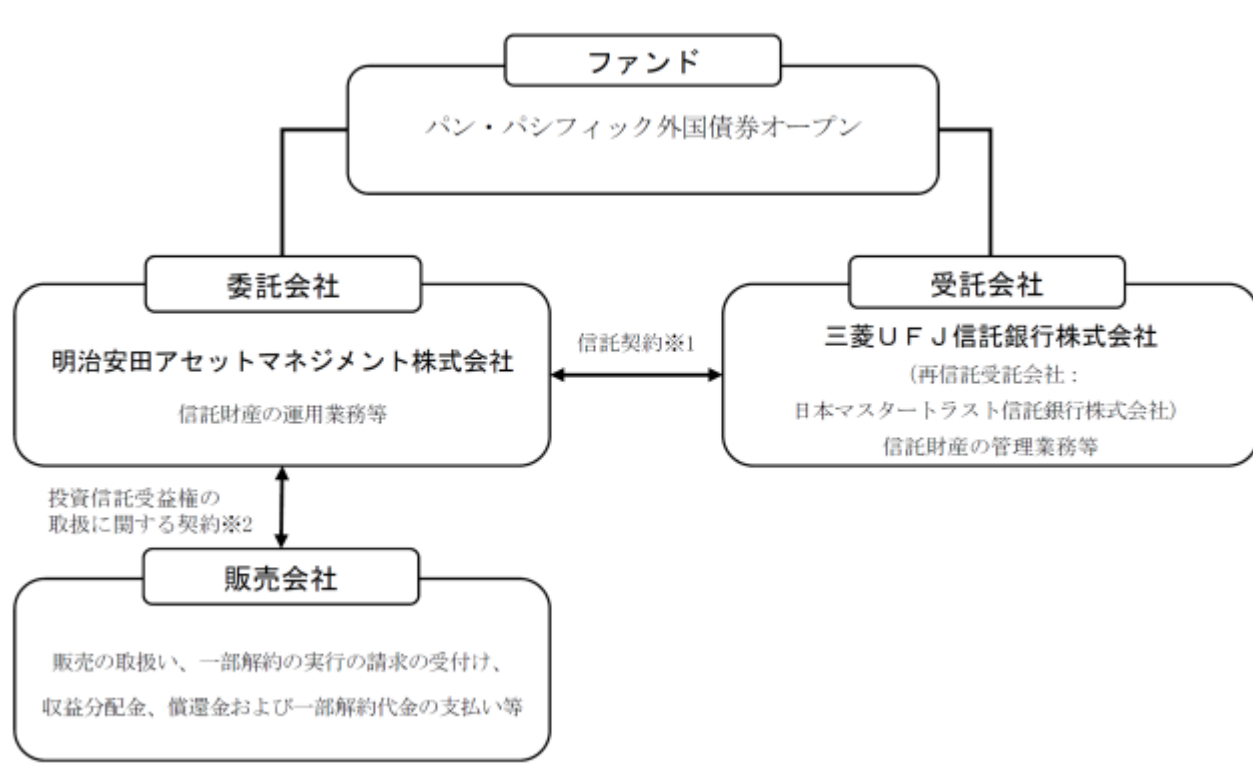 ファンド
パン・パシフィック外国債券オープン
委託会社
明治安田アセットマネジメント株式会社
信託財産の運用業務等
信託契約※1
受託会社
三菱UFJ信託銀行株式会社
(再信託受託会社：
日本マスタートラスト信託銀行株式会社)
信託財産の管理業務等
投資信託受益権の
取扱に関する契約※2
販売会社
販売の取扱い、一部解約の実行の請求の受付け、
収益分配金、償還金および一部解約代金の支払い等